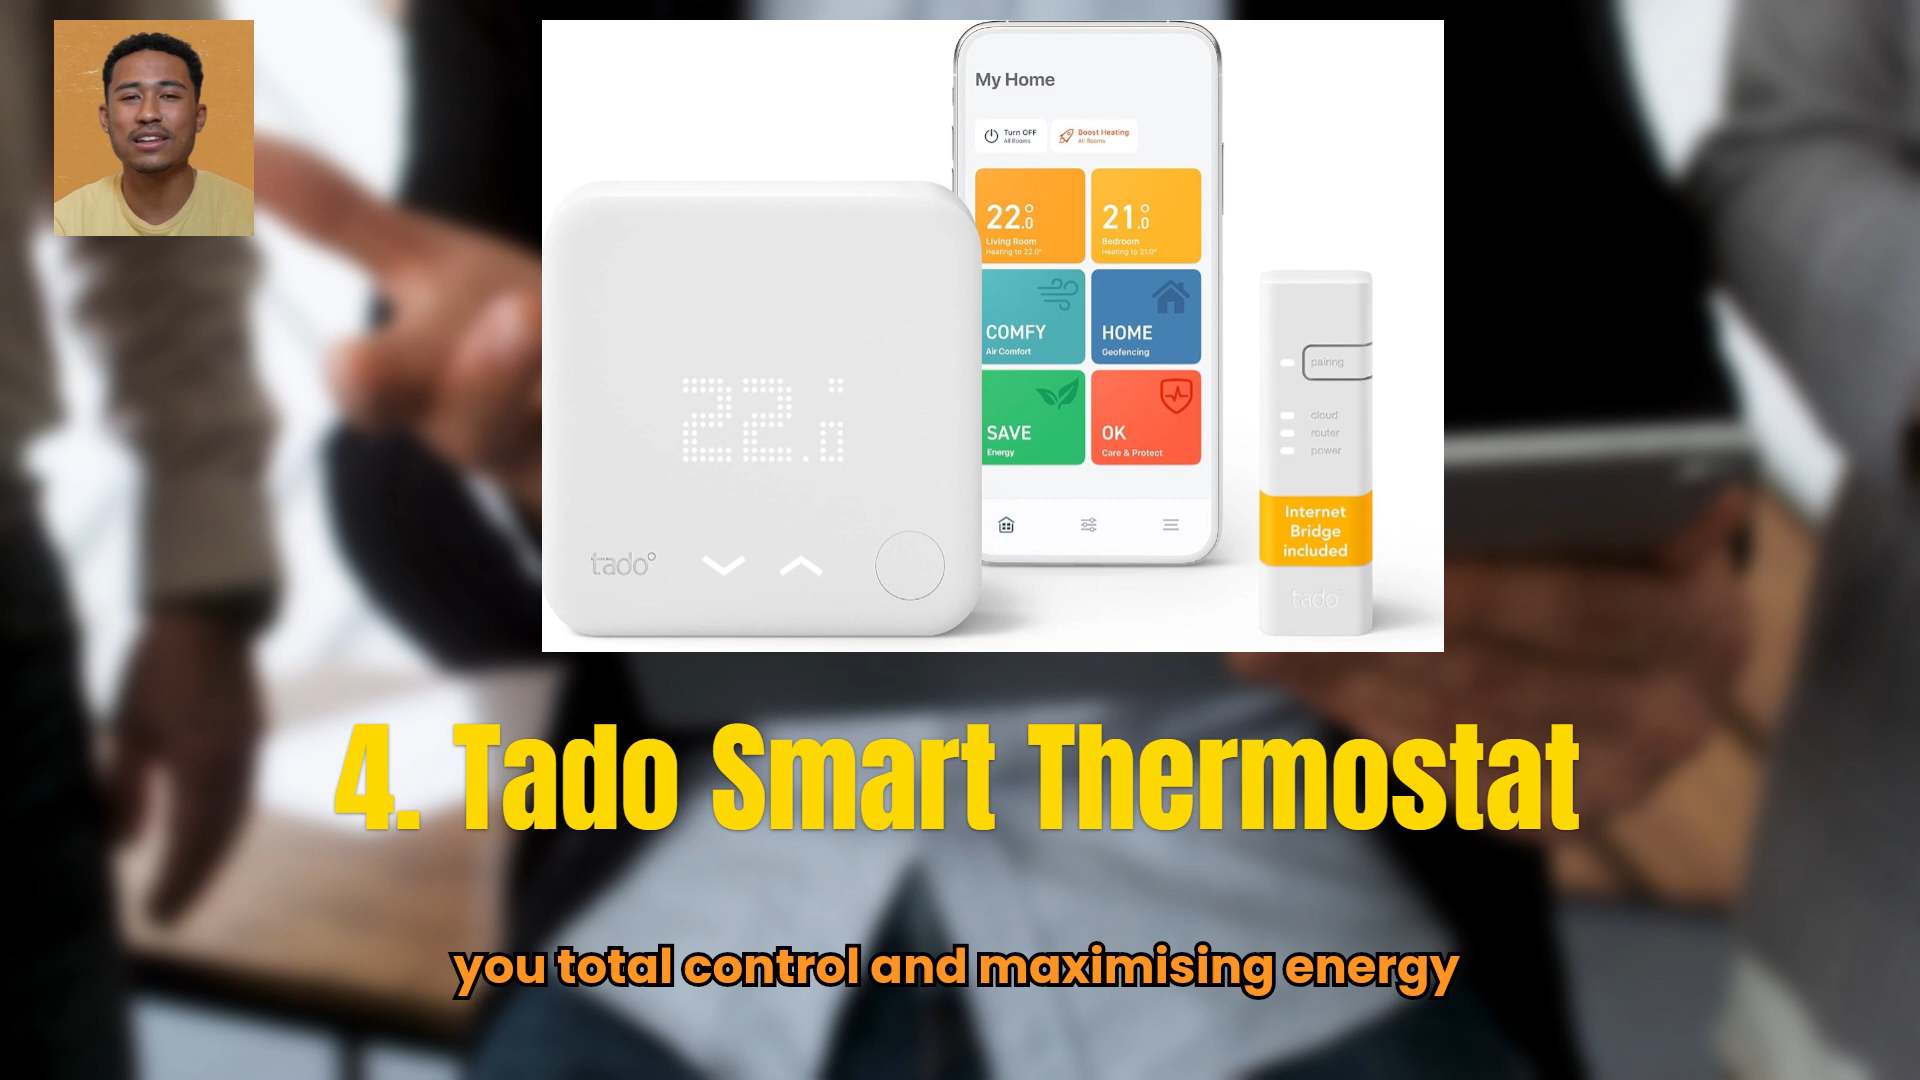 My Home
Turn OFF
All Rooms
Boost Heating
All Rooms
22.0°
Living Room
Heating to 22.0°
21.0°
Bedroom
Heating to 21.0°
COMFY
Air Comfort
HOME
Geofencing
SAVE
Energy
OK
Care & Protect
22.0
tado°
pairing
cloud
router
power
Internet
Bridge
included
tado°
4. Tado Smart Thermostat
you total control and maximising energy